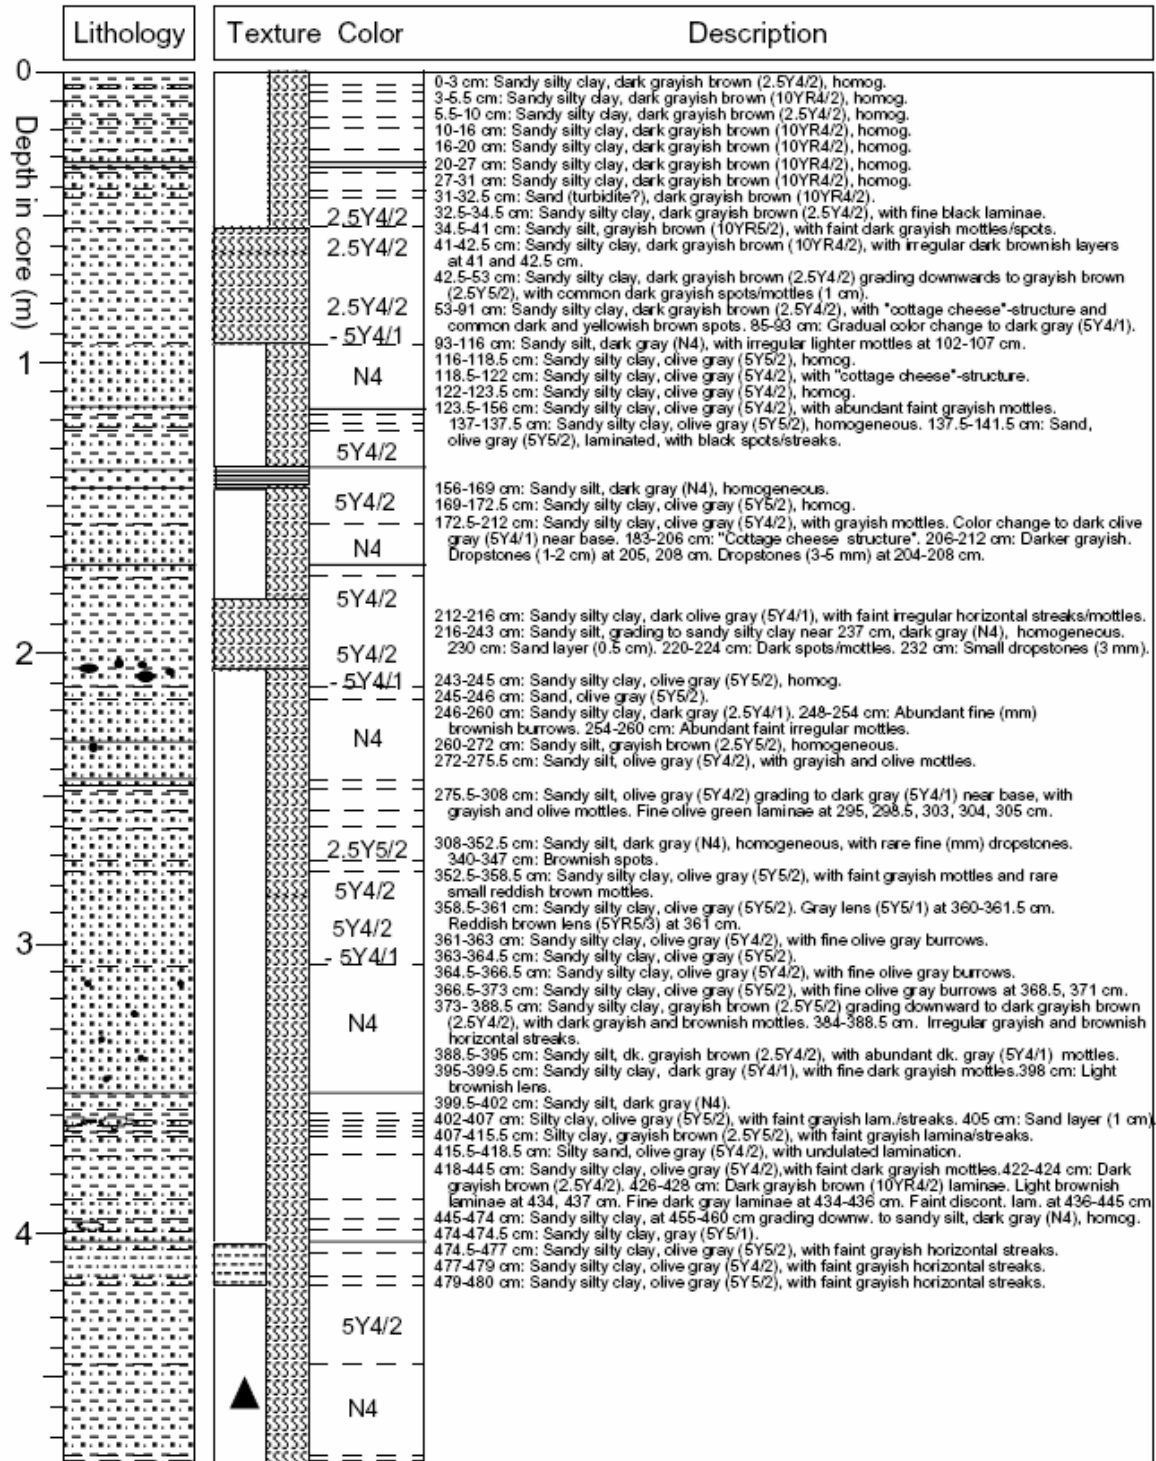 Lithology
Texture Color
Description
Depth in core (m)
0
1
2
3
4
2.5Y4/2
2.5Y4/2
2.5Y4/2
- 5Y4/1
N4
5Y4/2
5Y4/2
N4
5Y4/2
5Y4/2
- 5Y4/1
N4
2.5Y5/2
5Y4/2
5Y4/2
- 5Y4/1
N4
5Y4/2
N4
0-3 cm: Sandy silty clay, dark grayish brown (2.5Y4/2), homog.
3-5.5 cm: Sandy silty clay, dark grayish brown (10YR4/2), homog.
5.5-10 cm: Sandy silty clay, dark grayish brown (2.5Y4/2), homog.
10-16 cm: Sandy silty clay, dark grayish brown (10YR4/2), homog.
16-20 cm: Sandy silty clay, dark grayish brown (10YR4/2), homog.
20-27 cm: Sandy silty clay, dark grayish brown (10YR4/2), homog.
27-31 cm: Sandy silty clay, dark grayish brown (10YR4/2), homog.
31-32.5 cm: Sand (turbidite?), dark grayish brown (10YR4/2).
32.5-34.5 cm: Sandy silty clay, dark grayish brown (2.5Y4/2), with fine black laminae.
34.5-41 cm: Sandy silt, grayish brown (10YR5/2), with faint dark grayish mottles/spots.
41-42.5 cm: Sandy silty clay, dark grayish brown (10YR4/2), with irregular dark brownish layers
at 41 and 42.5 cm.
42.5-53 cm: Sandy silty clay, dark grayish brown (2.5Y4/2) grading downwards to grayish brown
(2.5Y5/2), with common dark grayish spots/mottles (1 cm).
53-91 cm: Sandy silty clay, dark grayish brown (2.5Y4/2), with "cottage cheese"-structure and
common dark and yellowish brown spots. 85-93 cm: Gradual color change to dark gray (5Y4/1).
93-116 cm: Sandy silt, dark gray (N4), with irregular lighter mottles at 102-107 cm.
116-118.5 cm: Sandy silty clay, olive gray (5Y5/2), homog.
118.5-122 cm: Sandy silty clay, olive gray (5Y4/2), with "cottage cheese"-structure.
122-123.5 cm: Sandy silty clay, olive gray (5Y4/2), homog.
123.5-156 cm: Sandy silty clay, olive gray (5Y4/2), with abundant faint grayish mottles.
137-137.5 cm: Sandy silty clay, olive gray (5Y5/2), homogeneous. 137.5-141.5 cm: Sand,
olive gray (5Y5/2), laminated, with black spots/streaks.
156-169 cm: Sandy silt, dark gray (N4), homogeneous.
169-172.5 cm: Sandy silty clay, olive gray (5Y5/2), homog.
172.5-212 cm: Sandy silty clay, olive gray (5Y4/2), with grayish mottles. Color change to dark olive
gray (5Y4/1) near base. 183-206 cm: "Cottage cheese structure". 206-212 cm: Darker grayish.
Dropstones (1-2 cm) at 205, 208 cm. Dropstones (3-5 mm) at 204-208 cm.
212-216 cm: Sandy silty clay, dark olive gray (5Y4/1), with faint irregular horizontal streaks/mottles.
216-243 cm: Sandy silt, grading to sandy silty clay near 237 cm, dark gray (N4), homogeneous.
230 cm: Sand layer (0.5 cm). 220-224 cm: Dark spots/mottles. 232 cm: Small dropstones (3 mm).
243-245 cm: Sandy silty clay, olive gray (5Y5/2), homog.
245-246 cm: Sand, olive gray (5Y5/2).
246-260 cm: Sandy silty clay, dark gray (2.5Y4/1). 248-254 cm: Abundant fine (mm)
brownish burrows. 254-260 cm: Abundant faint irregular mottles.
260-272 cm: Sandy silt, grayish brown (2.5Y5/2), homogeneous.
272-275.5 cm: Sandy silt, olive gray (5Y4/2), with grayish and olive mottles.
275.5-308 cm: Sandy silt, olive gray (5Y4/2) grading to dark gray (5Y4/1) near base, with
grayish and olive mottles. Fine olive green laminae at 295, 298.5, 303, 304, 305 cm.
308-352.5 cm: Sandy silt, dark gray (N4), homogeneous, with rare fine (mm) dropstones.
340-347 cm: Brownish spots.
352.5-358.5 cm: Sandy silty clay, olive gray (5Y5/2), with faint grayish mottles and rare
small reddish brown mottles.
358.5-361 cm: Sandy silty clay, olive gray (5Y5/2). Gray lens (5Y5/1) at 360-361.5 cm.
Reddish brown lens (5YR5/3) at 361 cm.
361-363 cm: Sandy silty clay, olive gray (5Y4/2), with fine olive gray burrows.
363-364.5 cm: Sandy silty clay, olive gray (5Y5/2).
364.5-366.5 cm: Sandy silty clay, olive gray (5Y4/2), with fine olive gray burrows.
366.5-373 cm: Sandy silty clay, olive gray (5Y5/2), with fine olive gray burrows at 368.5, 371 cm.
373- 388.5 cm: Sandy silty clay, grayish brown (2.5Y5/2) grading downward to dark grayish brown
(2.5Y4/2), with dark grayish and brownish mottles. 384-388.5 cm. Irregular grayish and brownish
horizontal streaks.
388.5-395 cm: Sandy silt, dk. grayish brown (2.5Y4/2), with abundant dk. gray (5Y4/1) mottles.
395-399.5 cm: Sandy silty clay, dark gray (5Y4/1), with fine dark grayish mottles.398 cm: Light
brownish lens.
399.5-402 cm: Sandy silt, dark gray (N4).
402-407 cm: Silty clay, olive gray (5Y5/2), with faint grayish lam./streaks. 405 cm: Sand layer (1 cm).
407-415.5 cm: Silty clay, grayish brown (2.5Y5/2), with faint grayish lamina/streaks.
415.5-418.5 cm: Silty sand, olive gray (5Y4/2), with undulated lamination.
418-445 cm: Sandy silty clay, olive gray (5Y4/2),with faint dark grayish mottles.422-424 cm: Dark
grayish brown (2.5Y4/2). 426-428 cm: Dark grayish brown (10YR4/2) laminae. Light brownish
laminae at 434, 437 cm. Fine dark gray laminae at 434-436 cm. Faint discont. lam. at 436-445 cm
445-474 cm: Sandy silty clay, at 455-460 cm grading downw. to sandy silt, dark gray (N4), homog.
474-474.5 cm: Sandy silty clay, gray (5Y5/1).
474.5-477 cm: Sandy silty clay, olive gray (5Y5/2), with faint grayish horizontal streaks.
477-479 cm: Sandy silty clay, olive gray (5Y4/2), with faint grayish horizontal streaks.
479-480 cm: Sandy silty clay, olive gray (5Y5/2), with faint grayish horizontal streaks.